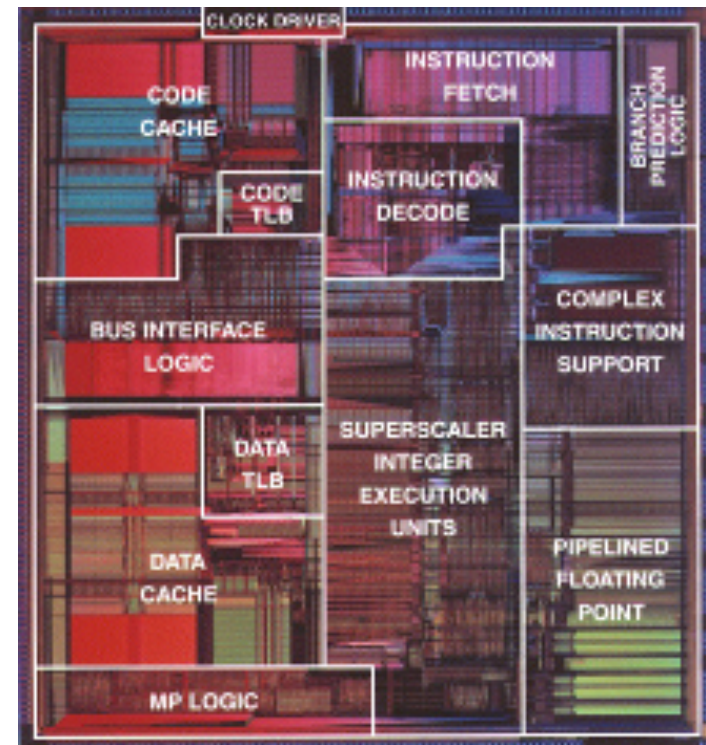 CLOCK DRIVER
CODE
CACHE
INSTRUCTION
FETCH
BRANCH
PREDICTION
LOGIC
CODE
TLB
INSTRUCTION
DECODE
BUS INTERFACE
LOGIC
COMPLEX
INSTRUCTION
SUPPORT
DATA
TLB
SUPERSCALER
INTEGER
EXECUTION
UNITS
DATA
CACHE
PIPELINED
FLOATING
POINT
MP LOGIC